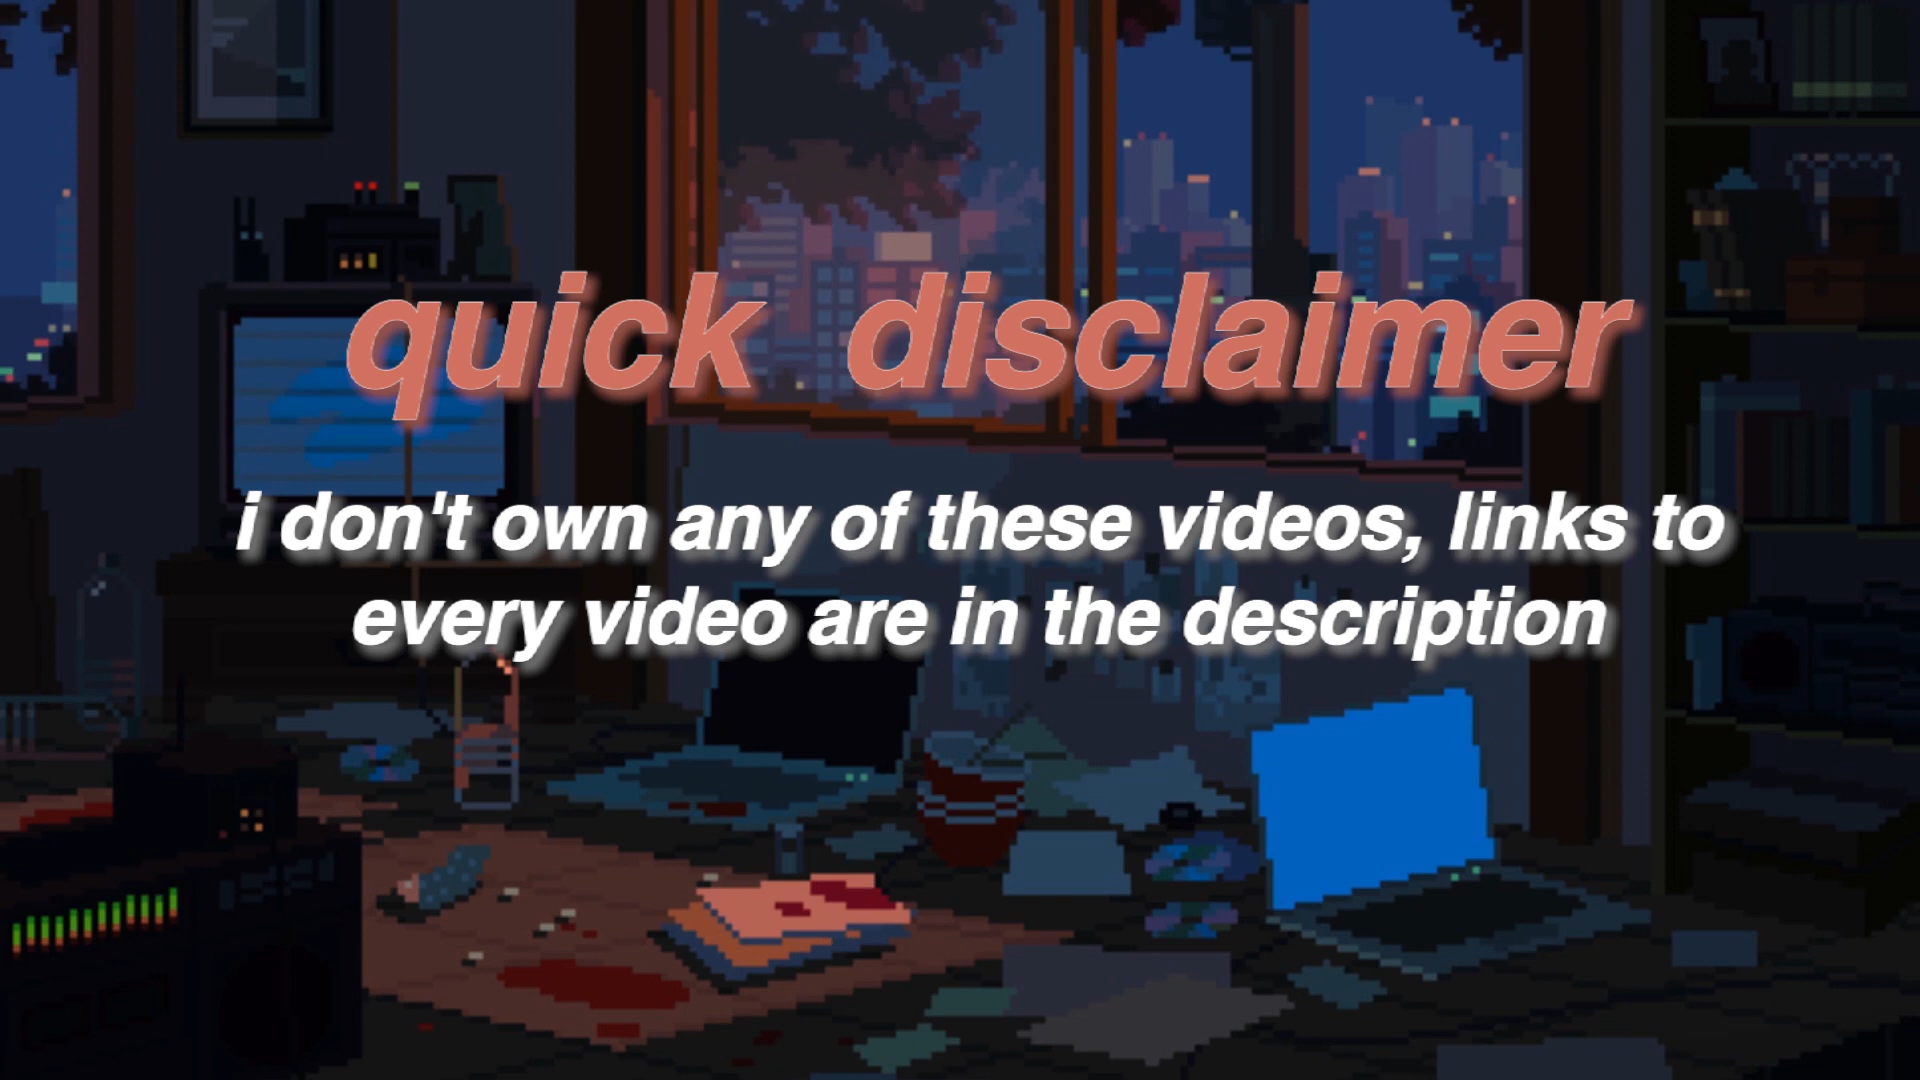 quick disclaimer
i don't own any of these videos, links to
every video are in the description